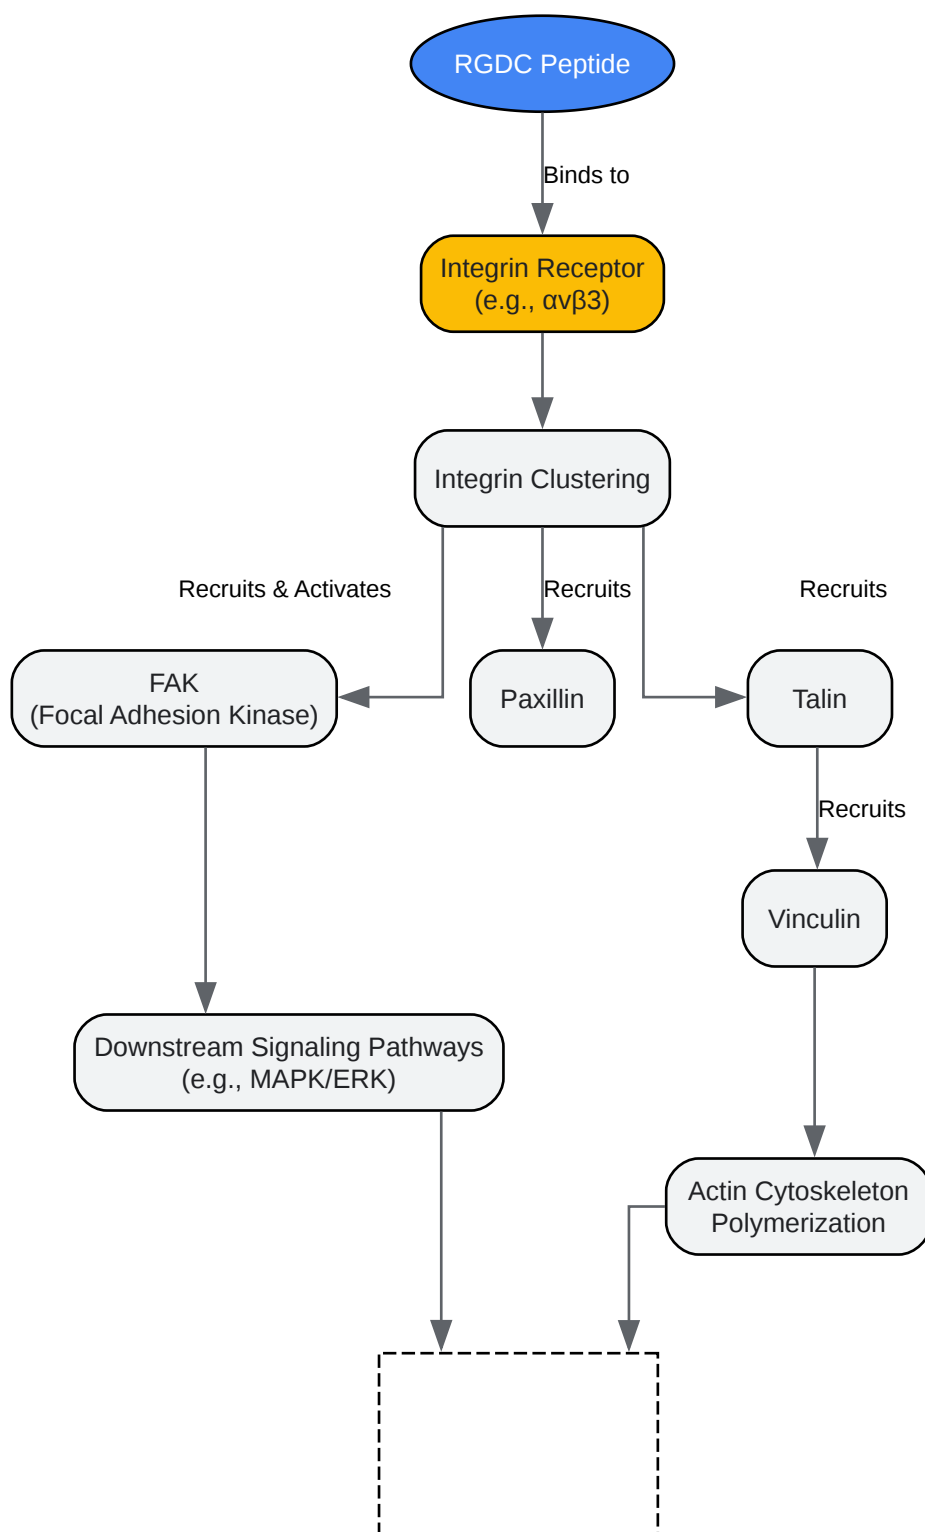 RGDC Peptide
Binds to
Integrin Receptor
(e.g., αvβ3)
Integrin Clustering
Recruits & Activates
Recruits
Recruits
FAK
(Focal Adhesion Kinase)
Paxillin
Talin
Recruits
Vinculin
Downstream Signaling Pathways
(e.g., MAPK/ERK)
Actin Cytoskeleton
Polymerization